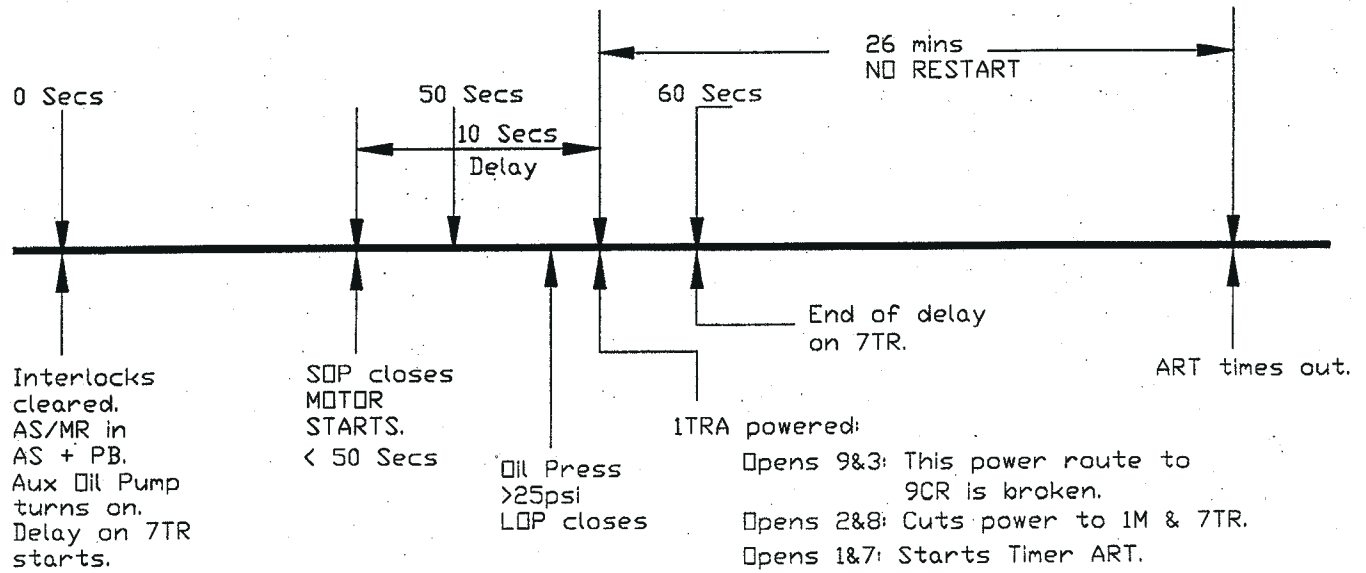 0 Secs
50 Secs
10 Secs
Delay
60 Secs
26 mins
NO RESTART
Interlocks
cleared.
AS/MR in
AS + PB.
Aux Oil Pump
turns on.
Delay on 7TR
starts.
SOP closes
MOTOR
STARTS.
< 50 Secs
Oil Press
>25psi
LOP closes
End of delay
on 7TR.
1TRA powered:
Opens 9&3: This power route to
9CR is broken.
Opens 2&8: Cuts power to 1M & 7TR.
Opens 1&7: Starts Timer ART.
ART times out.